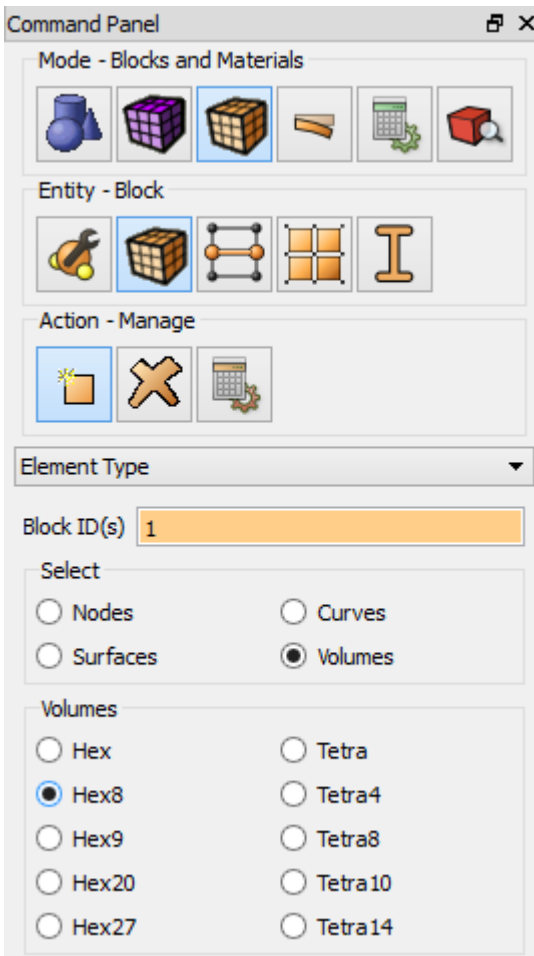 Command Panel
Mode - Blocks and Materials
Entity - Block
Action - Manage
Element Type
Block ID(s) 1
Select
Nodes Curves
Surfaces Volumes
Volumes
Hex Tetra
Hex8 Tetra4
Hex9 Tetra8
Hex20 Tetra10
Hex27 Tetra14